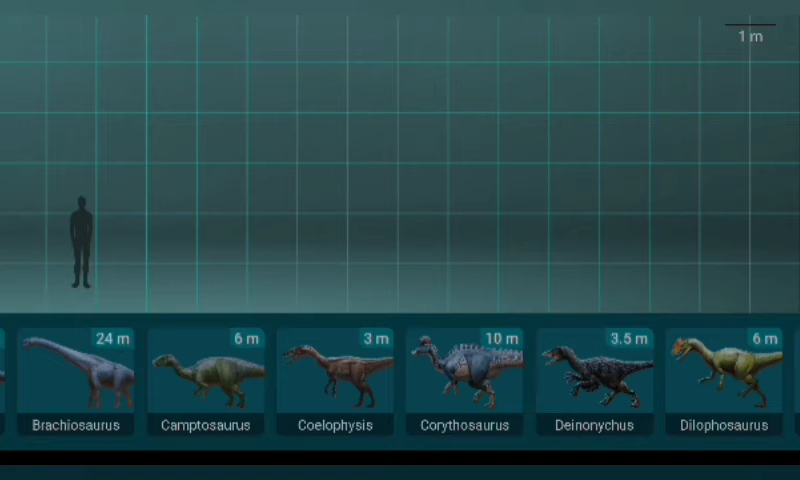 1 m
24 m
6 m
3 m
10 m
3.5 m
6 m
Brachiosaurus
Camptosaurus
Coelophysis
Corythosaurus
Deinonychus
Dilophosaurus